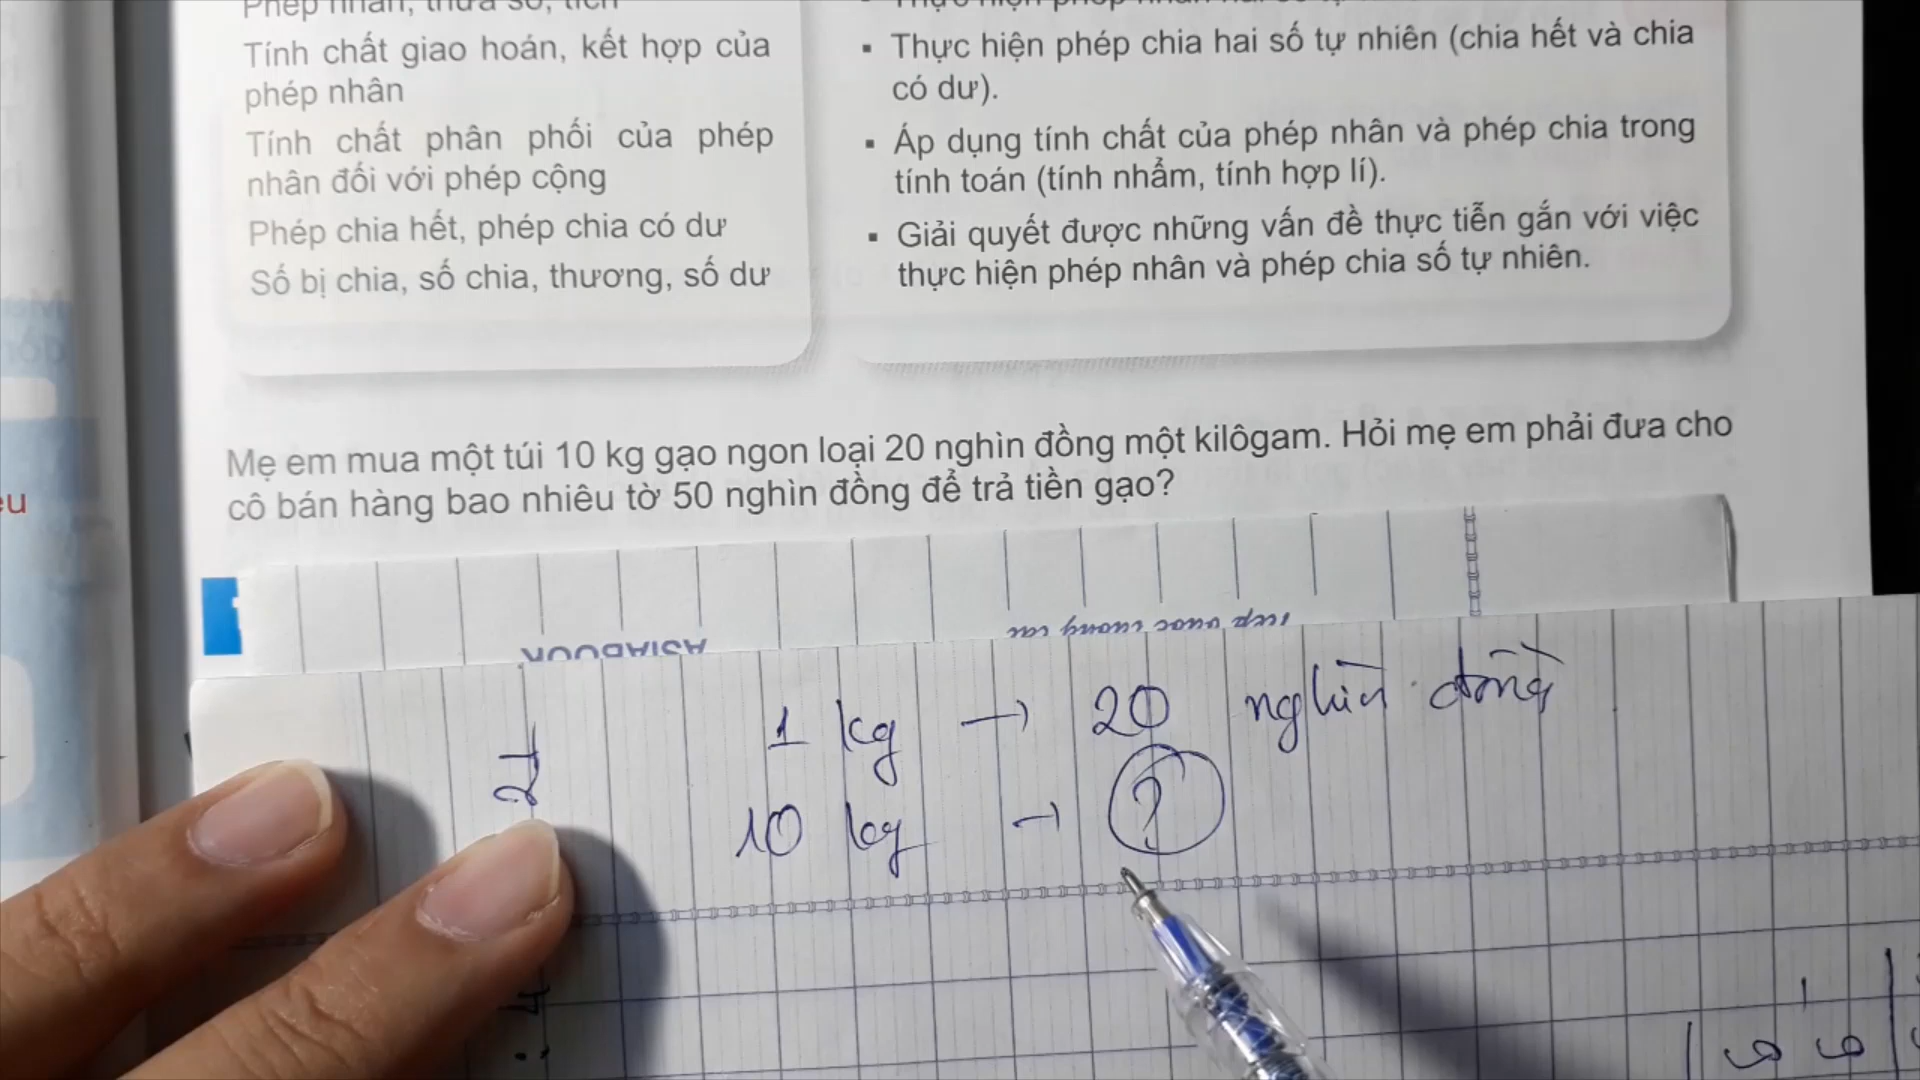 Phép nhân, thừa số, tích
Tính chất giao hoán, kết hợp của
phép nhân
Tính chất phân phối của phép
nhân đối với phép cộng
Phép chia hết, phép chia có dư
Số bị chia, số chia, thương, số dư
▪ Thực hiện phép chia hai số tự nhiên (chia hết và chia
có dư).
▪ Áp dụng tính chất của phép nhân và phép chia trong
tính toán (tính nhẩm, tính hợp lí).
▪ Giải quyết được những vấn đề thực tiễn gắn với việc
thực hiện phép nhân và phép chia số tự nhiên.
Mẹ em mua một túi 10 kg gạo ngon loại 20 nghìn đồng một kilôgam. Hỏi mẹ em phải đưa cho
cô bán hàng bao nhiêu tờ 50 nghìn đồng để trả tiền gạo?
ASIABOOK
1 kg → 20 nghìn đồng
10 kg → ?